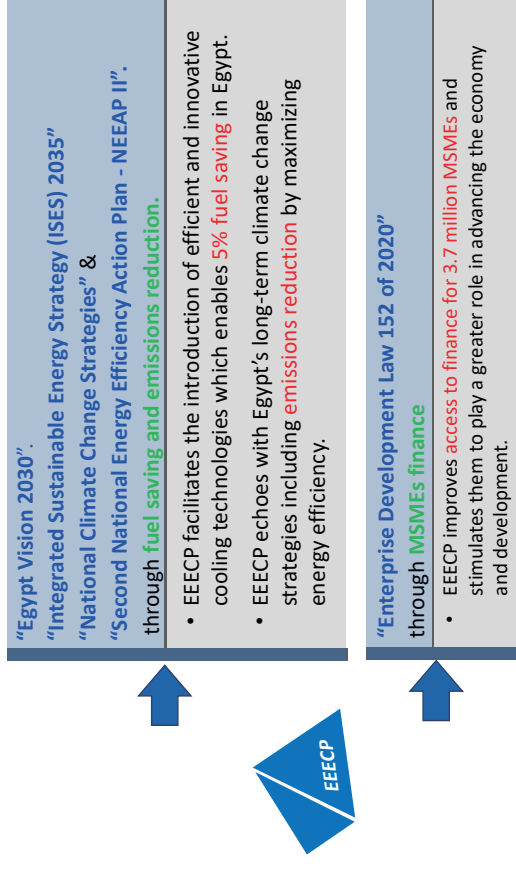 “Egypt Vision 2030”.
“Integrated Sustainable Energy Strategy (ISES) 2035”
“National Climate Change Strategies” &
“Second National Energy Efficiency Action Plan - NEEAP II”.
through fuel saving and emissions reduction.
• EEECP facilitates the introduction of efficient and innovative
cooling technologies which enables 5% fuel saving in Egypt.
• EEECP echoes with Egypt’s long-term climate change
strategies including emissions reduction by maximizing
energy efficiency.
EEECP
“Enterprise Development Law 152 of 2020”
through MSMEs finance
• EEECP improves access to finance for 3.7 million MSMEs and
stimulates them to play a greater role in advancing the economy
and development.